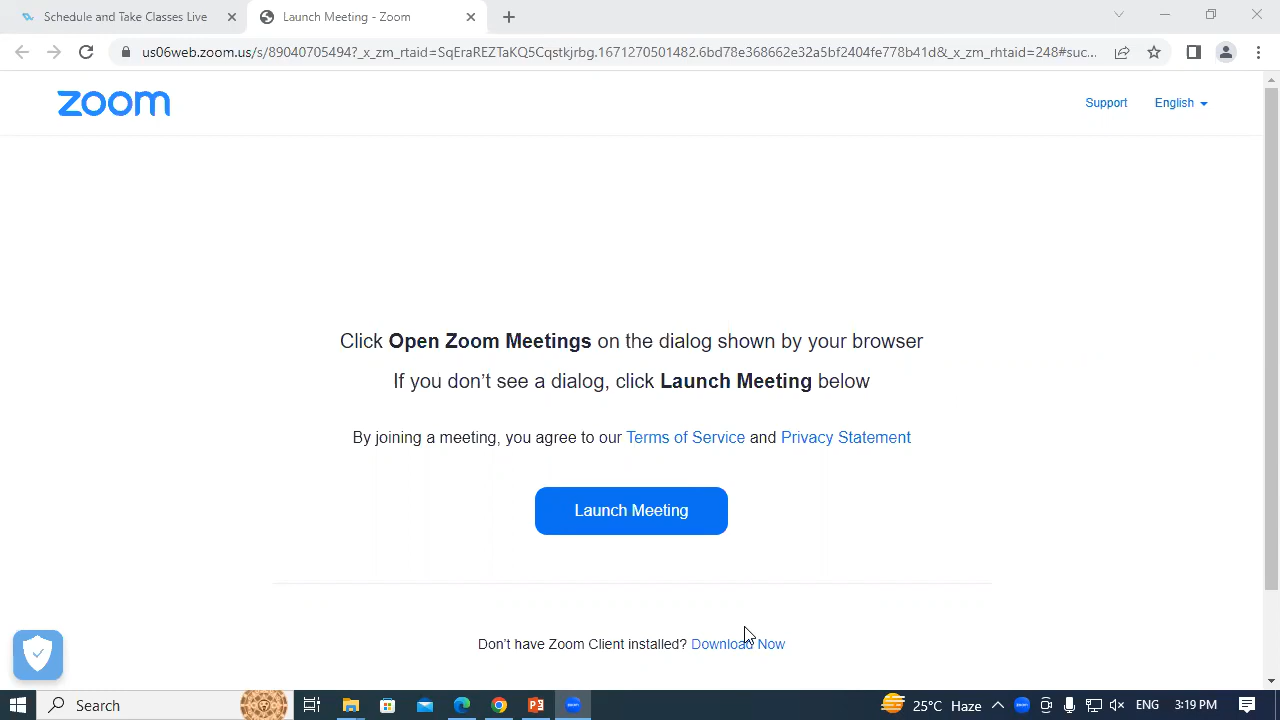 Schedule and Take Classes Live
Launch Meeting - Zoom
us06web.zoom.us/s/89040705494?_x_zm_rtaid=SqEraREZTaKQ5Cqstkjrbg.1671270501482.6bd78e368662e32a5bf2404fe778b41d&_x_zm_rhtaid=248#suc...
zoom
Support
English
Click Open Zoom Meetings on the dialog shown by your browser
If you don't see a dialog, click Launch Meeting below
By joining a meeting, you agree to our Terms of Service and Privacy Statement
Launch Meeting
Don't have Zoom Client installed? Download Now
Search
25°C Haze
ENG
3:19 PM